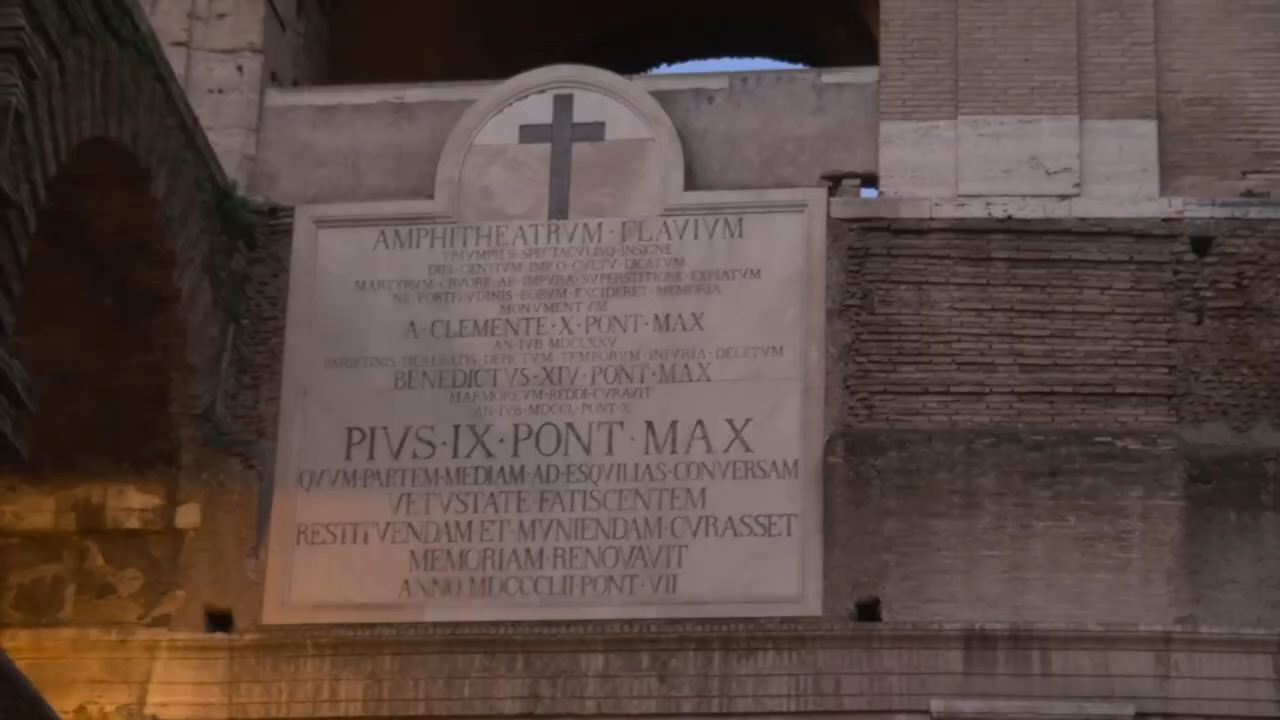 AMPHITHEATRVM·FLAVIVM
TRIVMPHIS·SPECTACVLISQ·INSIGNE
DIIS·GENTIVM·IMPIO·CVLTV·DICATVM
MARTYRVM·CRVORE·AB·IMPVRA·SVPERSTITIONE·EXPIATVM
NE·FORTITVDINIS·EORVM·EXCIDERET·MEMORIA
MONVMENTVM
A·CLEMENTE·X·PONT·MAX
AN·IVB·MDCLXXV
PARIETINIS·DEALBATIS·DEPICTVM·TEMPORVM·INIVRIA·DELETVM
BENEDICTVS·XIV·PONT·MAX
MARMOREVM·REDDI·CVRAVIT
AN·IVB·MDCCL·PONT·X
PIVS·IX·PONT·MAX
QVVM·PARTEM·MEDIAM·AD·ESQVILIAS·CONVERSAM
VETVSTATE·FATISCENTEM
RESTITVENDAM·ET·MVNIENDAM·CVRASSET
MEMORIAM·RENOVAVIT
ANNO·MDCCCLII·PONT·VII